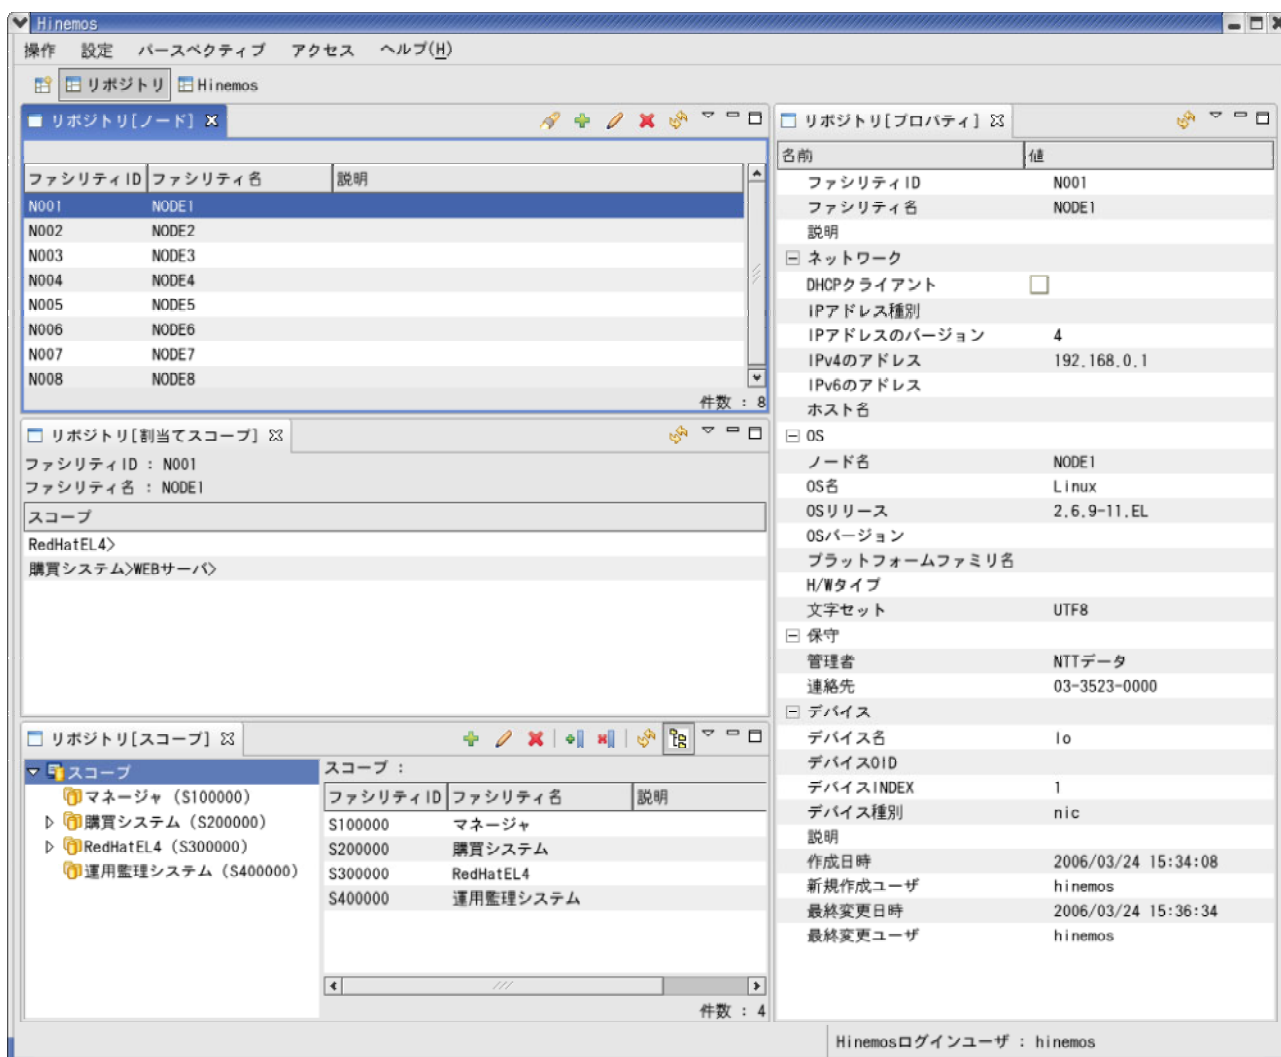 Hinemos
操作 設定 パースペクティブ アクセス ヘルプ(H)
リポジトリ Hinemos
リポジトリ[ノード]
ファシリティID ファシリティ名 説明
N001 NODE1
N002 NODE2
N003 NODE3
N004 NODE4
N005 NODE5
N006 NODE6
N007 NODE7
N008 NODE8
件数 : 8
リポジトリ[割当てスコープ]
ファシリティID : N001
ファシリティ名 : NODE1
スコープ
RedHatEL4>
購買システム>WEBサーバ>
リポジトリ[スコープ]
スコープ
マネージャ (S100000)
購買システム (S200000)
RedHatEL4 (S300000)
運用監理システム (S400000)
スコープ :
ファシリティID ファシリティ名 説明
S100000 マネージャ
S200000 購買システム
S300000 RedHatEL4
S400000 運用監理システム
件数 : 4
リポジトリ[プロパティ]
名前 値
ファシリティID N001
ファシリティ名 NODE1
説明
ネットワーク
DHCPクライアント
IPアドレス種別
IPアドレスのバージョン 4
IPv4のアドレス 192.168.0.1
IPv6のアドレス
ホスト名
OS
ノード名 NODE1
OS名 Linux
OSリリース 2.6.9-11.EL
OSバージョン
プラットフォームファミリ名
H/Wタイプ
文字セット UTF8
保守
管理者 NTTデータ
連絡先 03-3523-0000
デバイス
デバイス名 lo
デバイスOID
デバイスINDEX 1
デバイス種別 nic
説明
作成日時 2006/03/24 15:34:08
新規作成ユーザ hinemos
最終変更日時 2006/03/24 15:36:34
最終変更ユーザ hinemos
Hinemosログインユーザ : hinemos